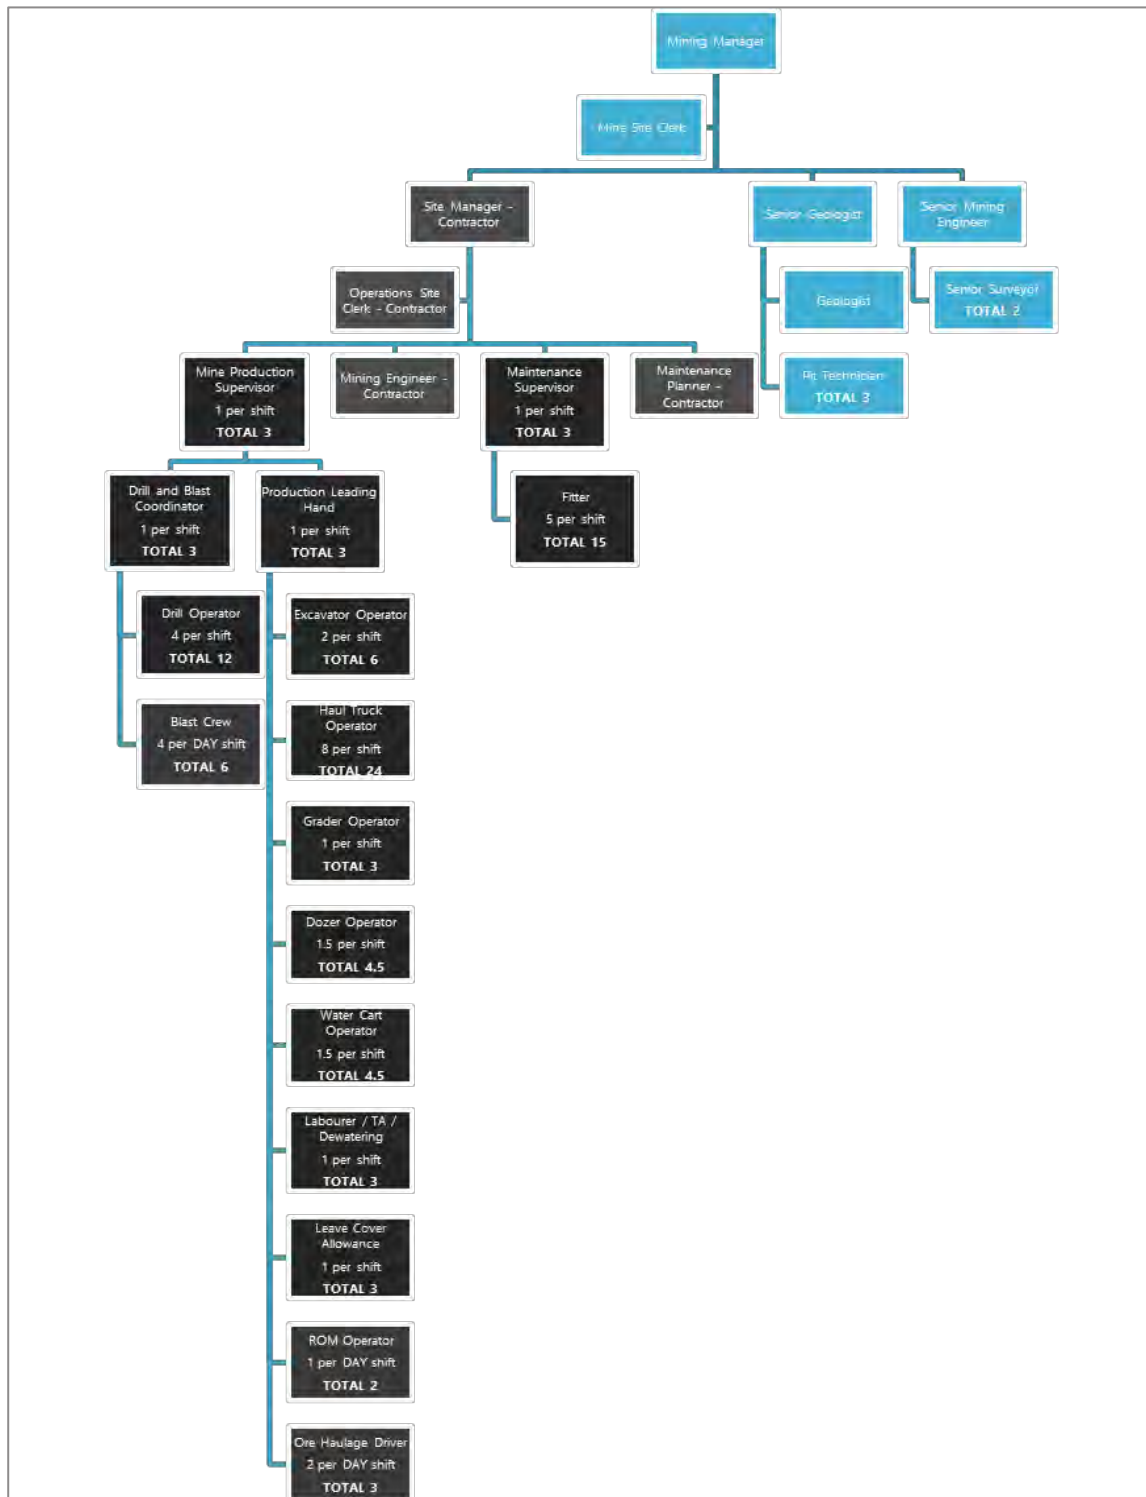 Mining Manager
Mine Site Clerk
Site Manager -
Contractor
Senior Geologist
Senior Mining
Engineer
Operations Site
Clerk - Contractor
Geologist
Senior Surveyor
TOTAL 2
Mine Production
Supervisor
1 per shift
TOTAL 3
Mining Engineer -
Contractor
Maintenance
Supervisor
1 per shift
TOTAL 3
Maintenance
Planner -
Contractor
Pit Technician
TOTAL 3
Drill and Blast
Coordinator
1 per shift
TOTAL 3
Production Leading
Hand
1 per shift
TOTAL 3
Fitter
5 per shift
TOTAL 15
Drill Operator
4 per shift
TOTAL 12
Excavator Operator
2 per shift
TOTAL 6
Blast Crew
4 per DAY shift
TOTAL 6
Haul Truck
Operator
8 per shift
TOTAL 24
Grader Operator
1 per shift
TOTAL 3
Dozer Operator
1.5 per shift
TOTAL 4.5
Water Cart
Operator
1.5 per shift
TOTAL 4.5
Labourer / TA /
Dewatering
1 per shift
TOTAL 3
Leave Cover
Allowance
1 per shift
TOTAL 3
ROM Operator
1 per DAY shift
TOTAL 2
Ore Haulage Driver
2 per DAY shift
TOTAL 3